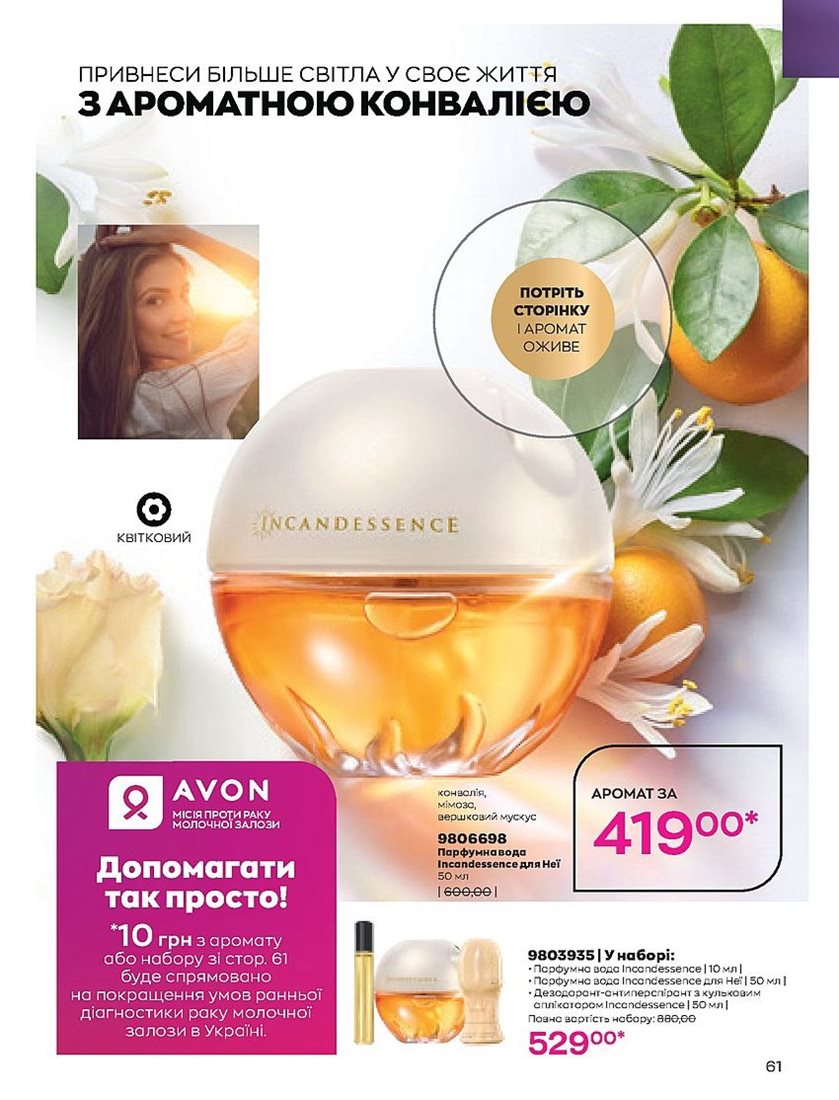 ПРИВНЕСИ БІЛЬШЕ СВІТЛА У СВОЄ ЖИТТЯ
З АРОМАТНОЮ КОНВАЛІЄЮ
ПОТРІТЬ
СТОРІНКУ
І АРОМАТ
ОЖИВЕ
INCANDESSENCE
КВІТКОВИЙ
AVON
МІСІЯ ПРОТИ РАКУ
МОЛОЧНОЇ ЗАЛОЗИ
Допомагати
так просто!
*10 грн з аромату
або набору зі стор. 61
буде спрямовано
на покращення умов ранньої
діагностики раку молочної
залози в Україні.
конвалія,
мімоза,
вершковий мускус
9806698
Парфумна вода
Incandessence для Неї
50 мл
| 600,00 |
АРОМАТ ЗА
41900*
INCANDESSENCE
9803935 | У наборі:
• Парфумна вода Incandessence | 10 мл |
• Парфумна вода Incandessence для Неї | 50 мл |
• Дезодорант-антиперспірант з кульковим
аплікатором Incandessence | 50 мл |
Повна вартість набору: 880,00
52900*
61